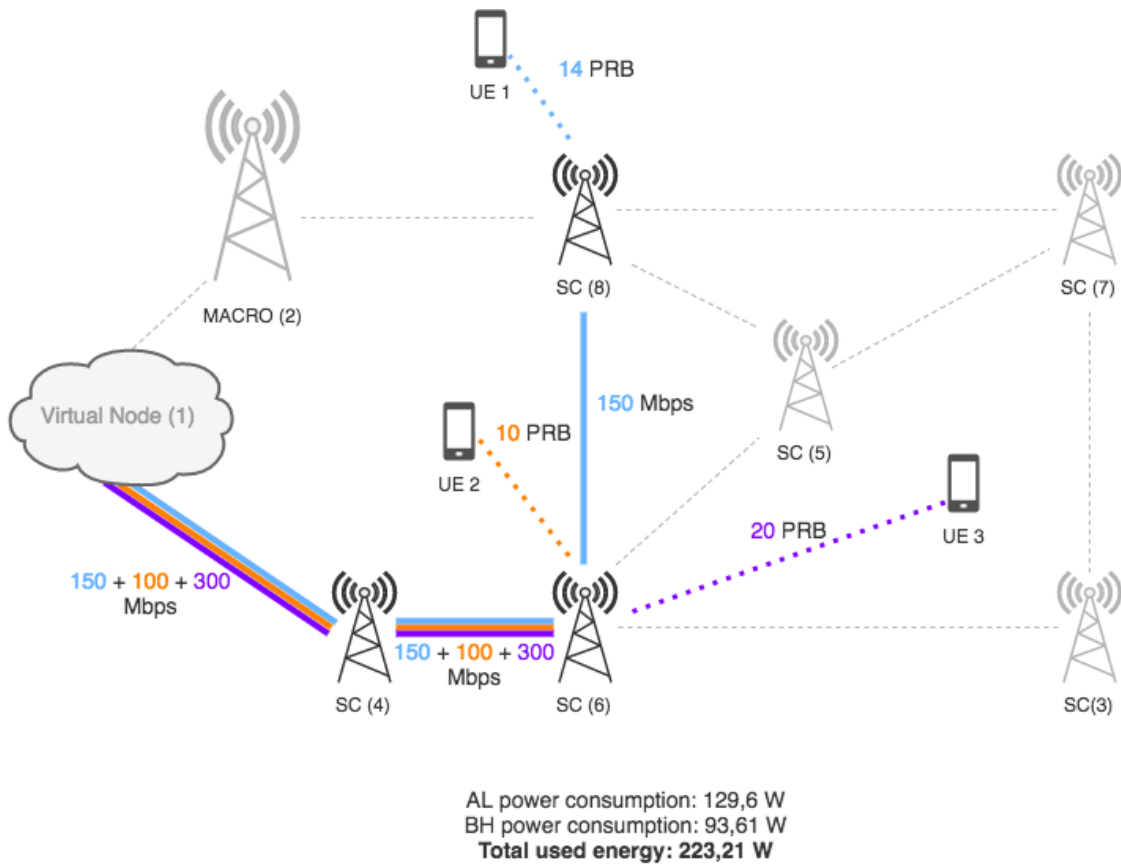 14 PRB
UE 1
SC (8)
SC (7)
MACRO (2)
Virtual Node (1)
150 Mbps
10 PRB
SC (5)
UE 2
20 PRB
UE 3
150 + 100 + 300
Mbps
150 + 100 + 300
Mbps
SC (4)
SC (6)
SC(3)
AL power consumption: 129,6 W
BH power consumption: 93,61 W
Total used energy: 223,21 W